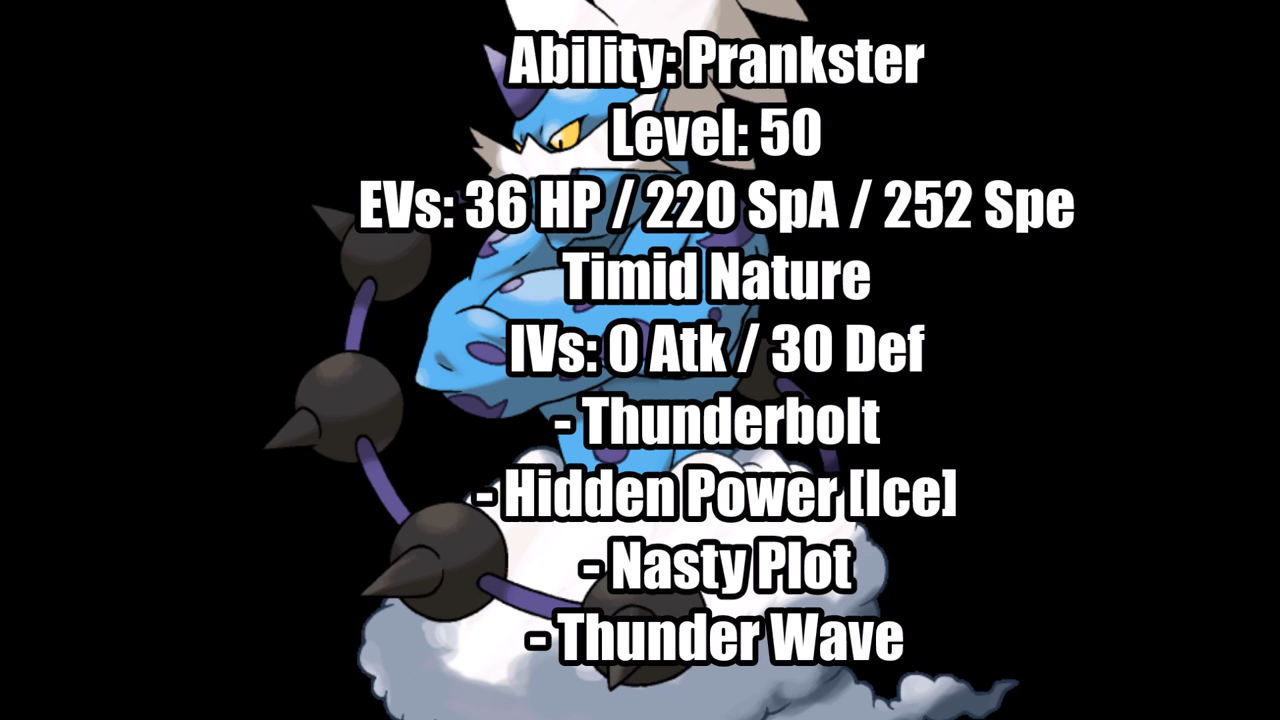 Ability: Prankster
Level: 50
EVs: 36 HP / 220 SpA / 252 Spe
Timid Nature
IVs: 0 Atk / 30 Def
- Thunderbolt
- Hidden Power [Ice]
- Nasty Plot
- Thunder Wave